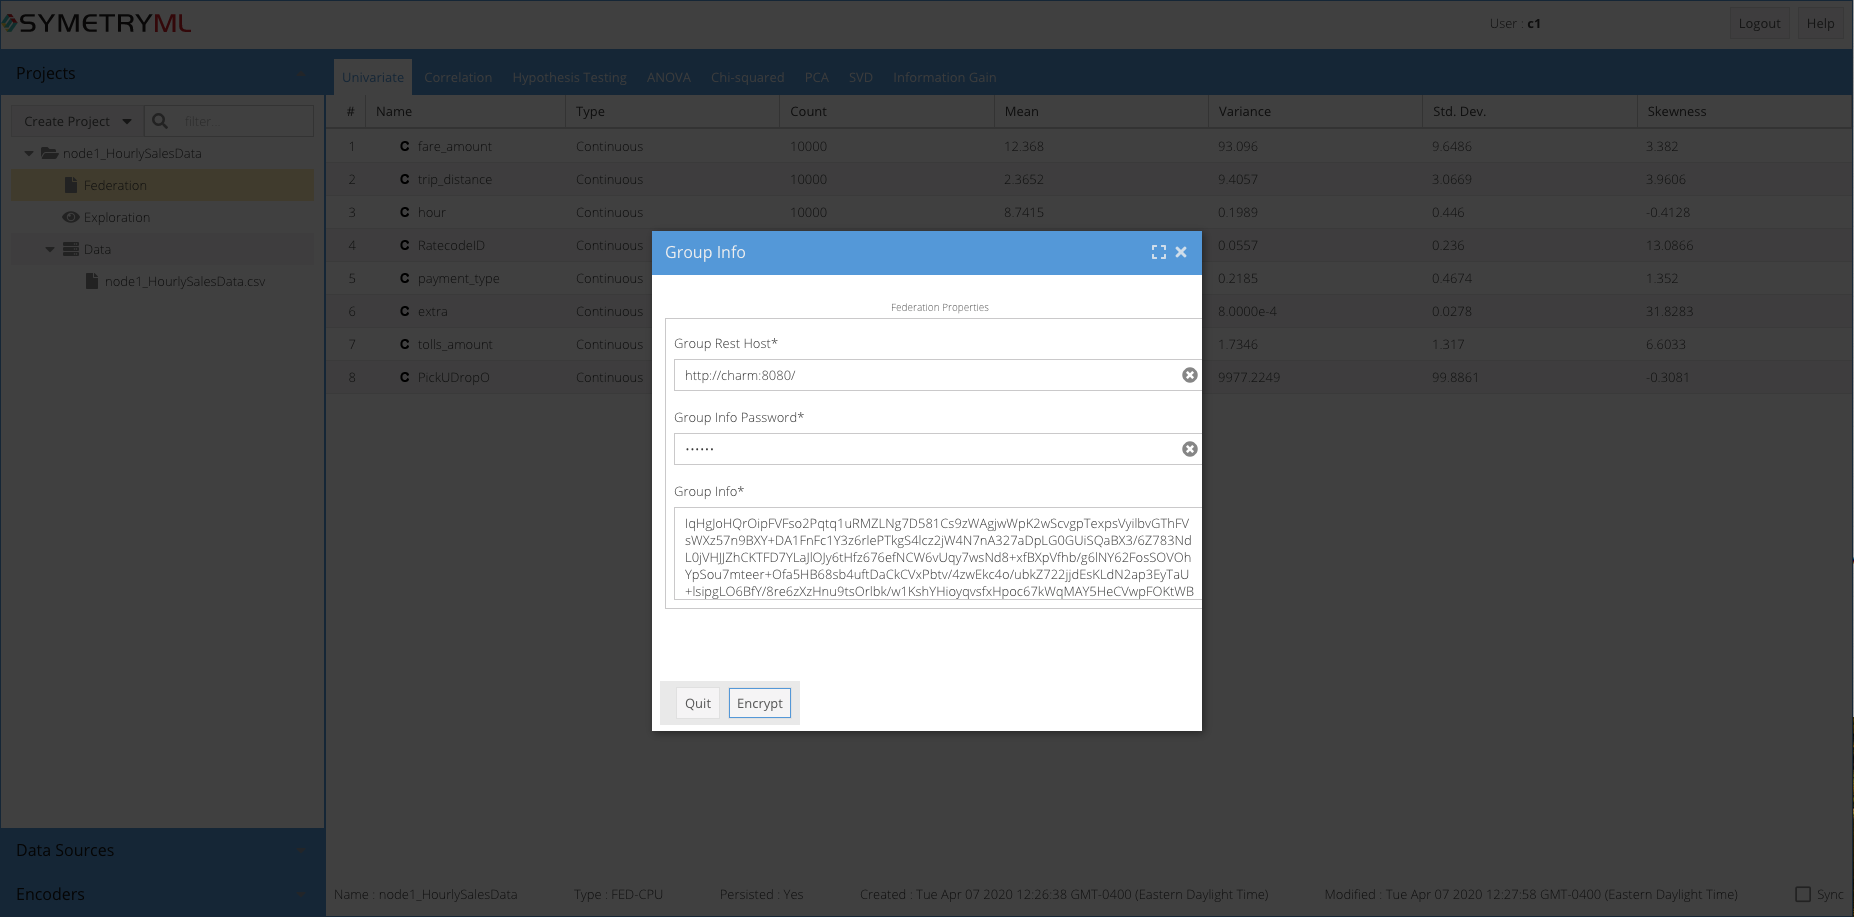 SYMETRYML
User : c1
Logout
Help
Projects
Univariate Correlation Hypothesis Testing ANOVA Chi-squared PCA SVD Information Gain
Create Project
filter...
# Name Type Count Mean Variance Std. Dev. Skewness
1 C fare_amount Continuous 10000 12.368 93.096 9.6486 3.382
2 C trip_distance Continuous 10000 2.3652 9.4057 3.0669 3.9606
3 C hour Continuous 10000 8.7415 0.1989 0.446 -0.4128
4 C RatecodeID Continuous 0.0557 0.236 13.0866
5 C payment_type Continuous 0.2185 0.4674 1.352
6 C extra Continuous 8.0000e-4 0.0278 31.8283
7 C tolls_amount Continuous 1.7346 1.317 6.6033
8 C PickUDropO Continuous 9977.2249 99.8861 -0.3081
node1_HourlySalesData
Federation
Exploration
Data
node1_HourlySalesData.csv
Group Info
Federation Properties
Group Rest Host*
http://charm:8080/
Group Info Password*
······
Group Info*
IqHgJoHQrOipFVFso2Pqtq1uRMZLNg7D581Cs9zWAgjwWpK2wScvgpTexpsVyilbvGThFV
sWXz57n9BXY+DA1FnFc1Y3z6rlePTkgS4lcz2jW4N7nA327aDpLG0GUiSQaBX3/6Z783Nd
L0jVHJJZhCKTFD7YLaJlOJy6tHfz676efNCW6vUqy7wsNd8+xfBXpVfhb/g6lNY62FosSOVOh
YpSou7mteer+Ofa5HB68sb4uftDaCkCVxPbtv/4zwEkc4o/ubkZ722jjdEsKLdN2ap3EyTaU
+lsipgLO6BfY/8re6zXzHnu9tsOrlbk/w1KshYHioyqvsfxHpoc67kWqMAY5HeCVwpFOKtWB
Quit
Encrypt
Data Sources
Encoders
Name : node1_HourlySalesData Type : FED-CPU Persisted : Yes Created : Tue Apr 07 2020 12:26:38 GMT-0400 (Eastern Daylight Time) Modified : Tue Apr 07 2020 12:27:58 GMT-0400 (Eastern Daylight Time) Sync